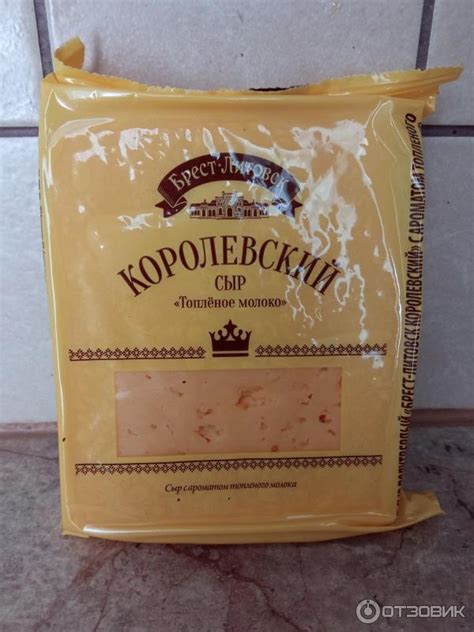 Брест-Литовск
Королевский
сыр
«Топлёное молоко»
Сыр с ароматом топлёного молока
«Брест-Литовск Королевский» с ароматом топлёного
ОТЗОВИК